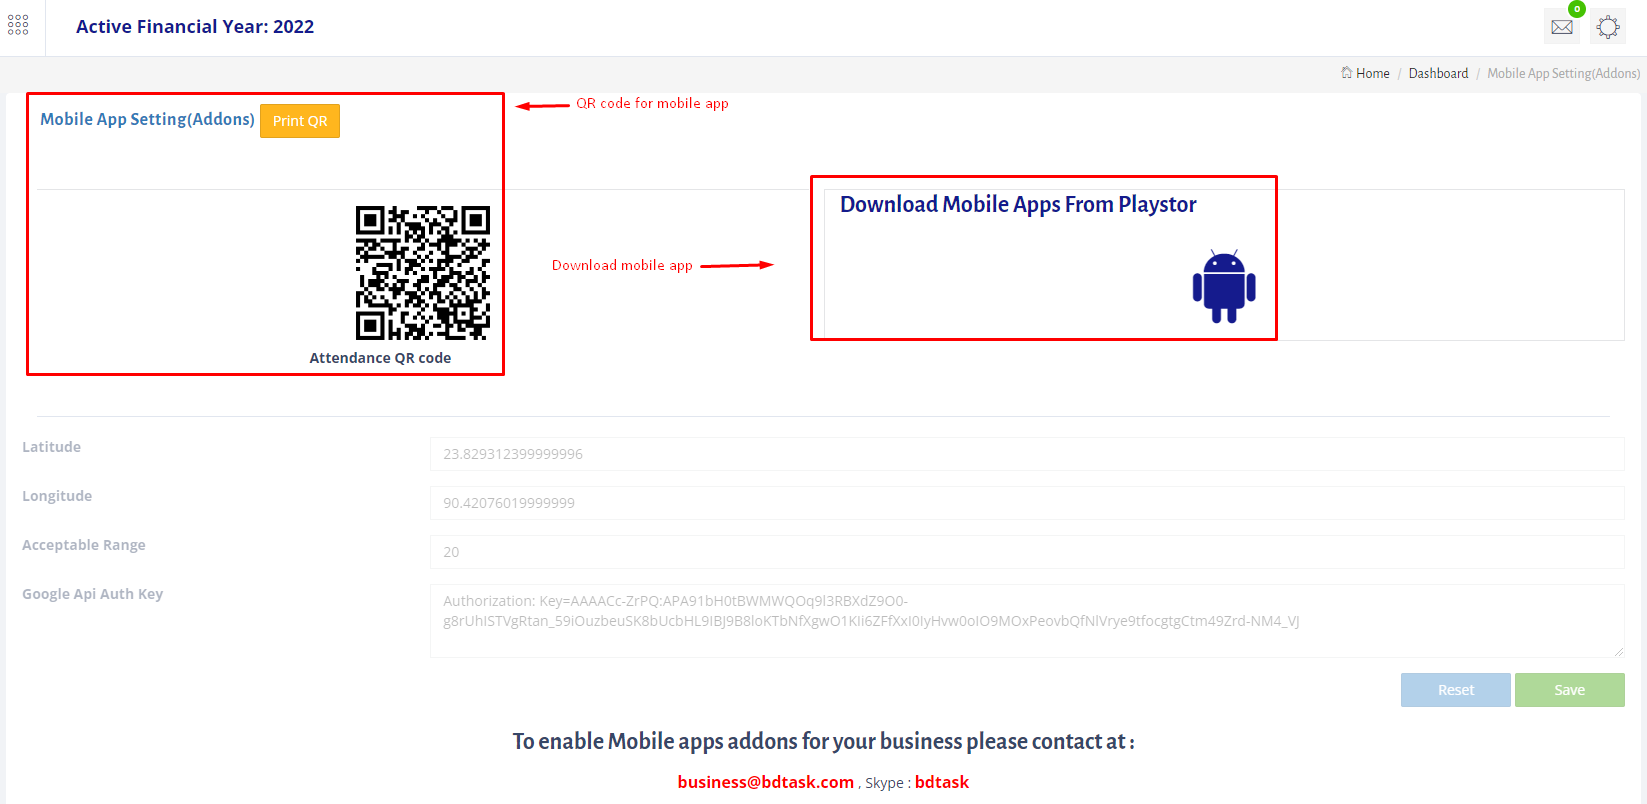 Active Financial Year: 2022
0
Home / Dashboard / Mobile App Setting(Addons)
QR code for mobile app
Mobile App Setting(Addons) Print QR
Download Mobile Apps From Playstor
Download mobile app
Attendance QR code
Latitude
23.829312399999996
Longitude
90.42076019999999
Acceptable Range
20
Google Api Auth Key
Authorization: Key=AAAACc-ZrPQ:APA91bH0tBWMWQOq9l3RBXdZ9O0-
g8rUhISTVgRtan_59iOuzbeuSK8bUcbHL9IBJ9B8loKTbNfXgwO1KIi6ZFfXxI0IyHvw0oIO9MOxPeovbQfNlVrye9tfocgtgCtm49Zrd-NM4_VJ
Reset Save
To enable Mobile apps addons for your business please contact at :
business@bdtask.com , Skype : bdtask